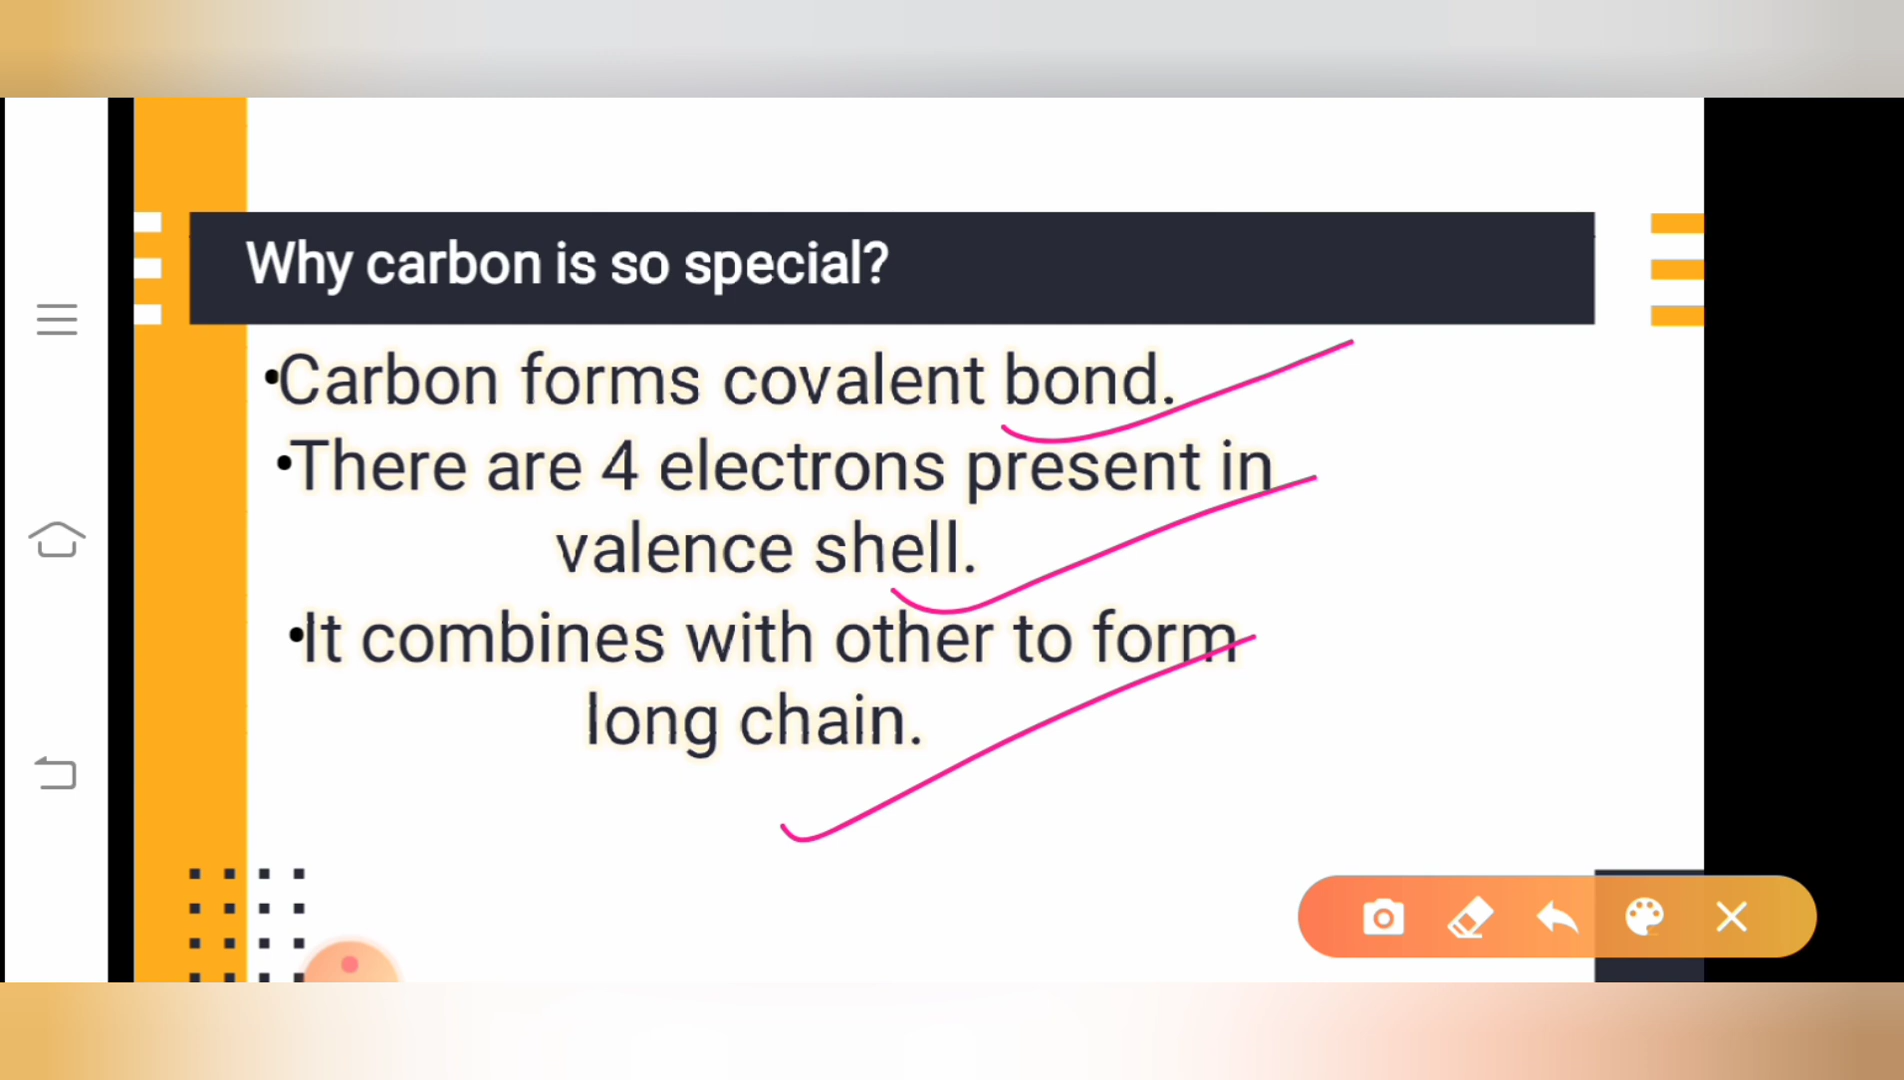 Why carbon is so special?
•Carbon forms covalent bond.
•There are 4 electrons present in
valence shell.
•It combines with other to form
long chain.